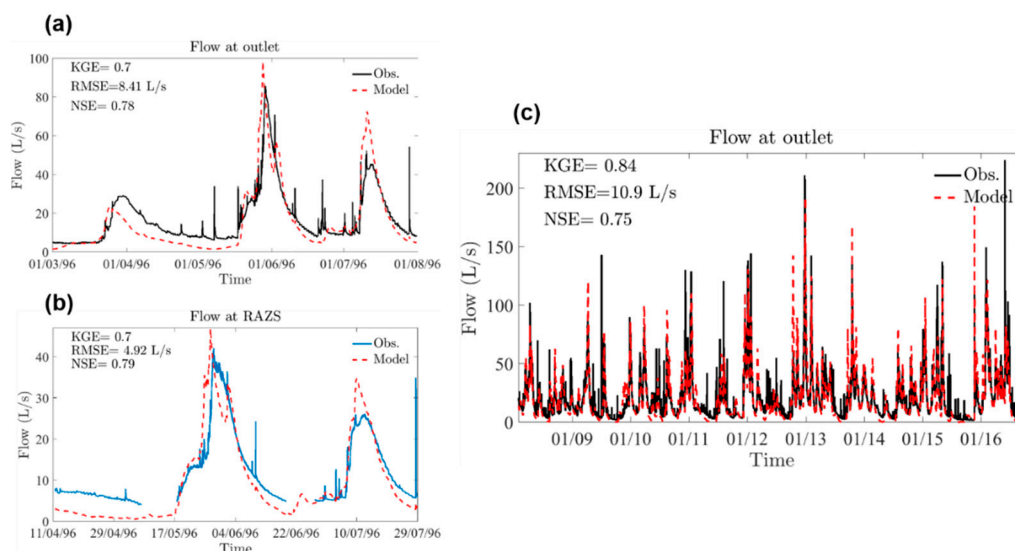 (a)
Flow at outlet
KGE= 0.7
RMSE=8.41 L/s
NSE= 0.78
Obs.
Model
100
80
60
40
20
0
Flow (L/s)
01/03/96 01/04/96 01/05/96 01/06/96 01/07/96 01/08/96
Time
(b)
Flow at RAZS
KGE= 0.7
RMSE= 4.92 L/s
NSE= 0.79
Obs.
Model
40
30
20
10
0
Flow (L/s)
11/04/96 29/04/96 17/05/96 04/06/96 22/06/96 10/07/96 29/07/96
Time
(c)
Flow at outlet
KGE= 0.84
RMSE=10.9 L/s
NSE= 0.75
Obs.
Model
200
150
100
50
0
Flow (L/s)
01/09 01/10 01/11 01/12 01/13 01/14 01/15 01/16
Time